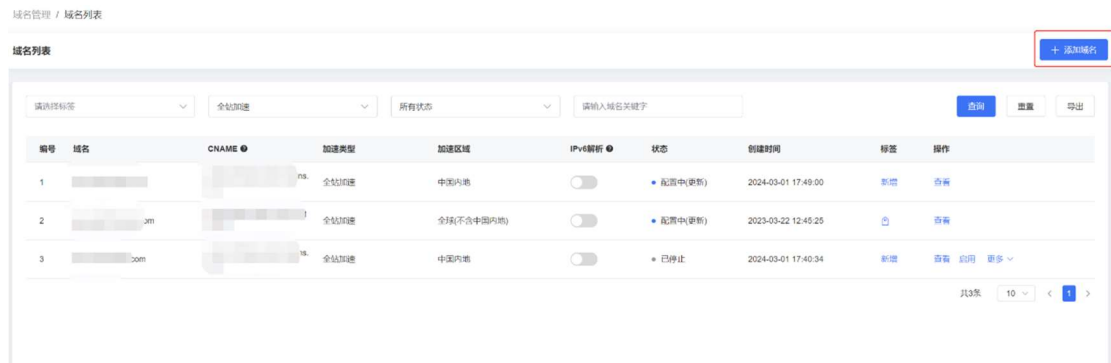 域名管理 / 域名列表
域名列表
+ 添加域名
请选择标签 全站加速 所有状态 请输入域名关键字 查询 重置 导出
编号 域名 CNAME 加速类型 加速区域 IPv6解析 状态 创建时间 标签 操作
1 ns. 全站加速 中国内地 配置中(更新) 2024-03-01 17:49:00 新增 查看
2 com 全站加速 全球(不含中国内地) 配置中(更新) 2023-03-22 12:45:25 查看
3 com ns. 全站加速 中国内地 已停止 2024-03-01 17:40:34 新增 查看 启用 更多
共3条 10 < 1 >